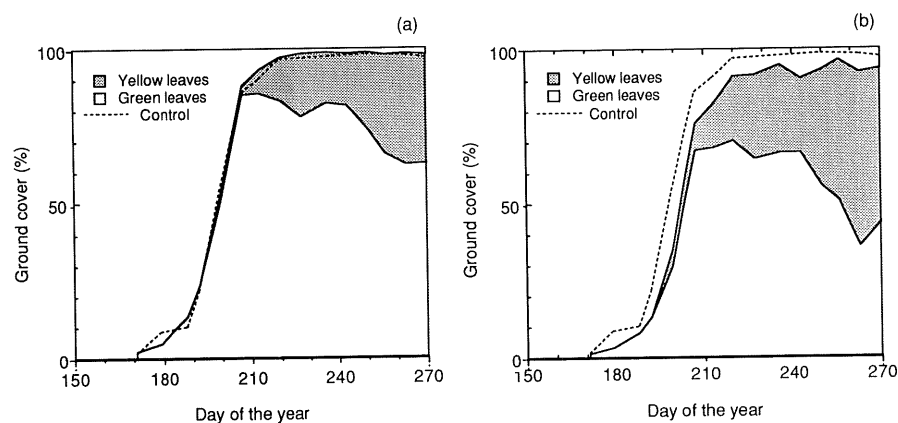 (a)
100
Yellow leaves
Green leaves
Control
50
0
150
180
210
240
270
Ground cover (%)
Day of the year
(b)
100
Yellow leaves
Green leaves
Control
50
0
150
180
210
240
270
Ground cover (%)
Day of the year